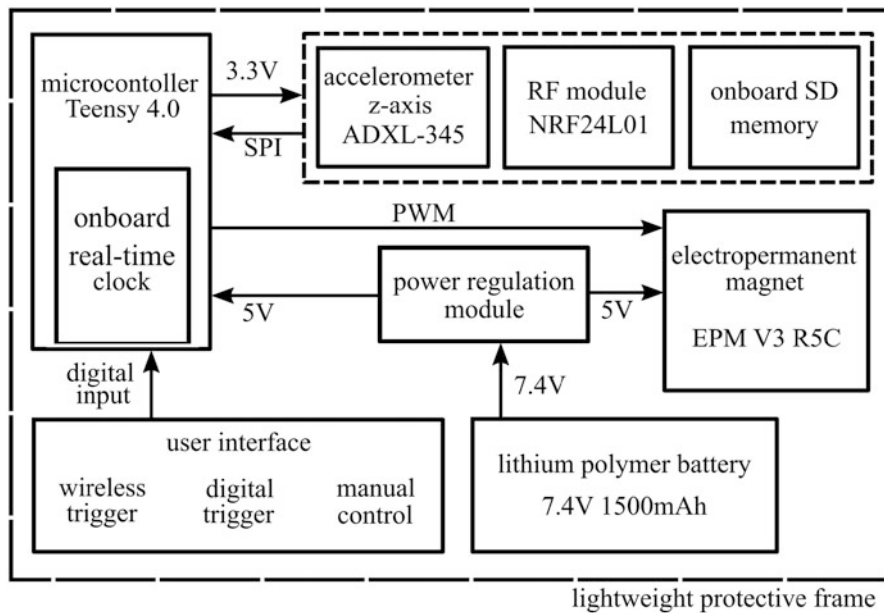 microcontoller
Teensy 4.0
onboard
real-time
clock
3.3V
SPI
accelerometer
z-axis
ADXL-345
RF module
NRF24L01
onboard SD
memory
PWM
electropermanent
magnet
EPM V3 R5C
power regulation
module
5V
5V
digital
input
7.4V
user interface
wireless
trigger
digital
trigger
manual
control
lithium polymer battery
7.4V 1500mAh
lightweight protective frame